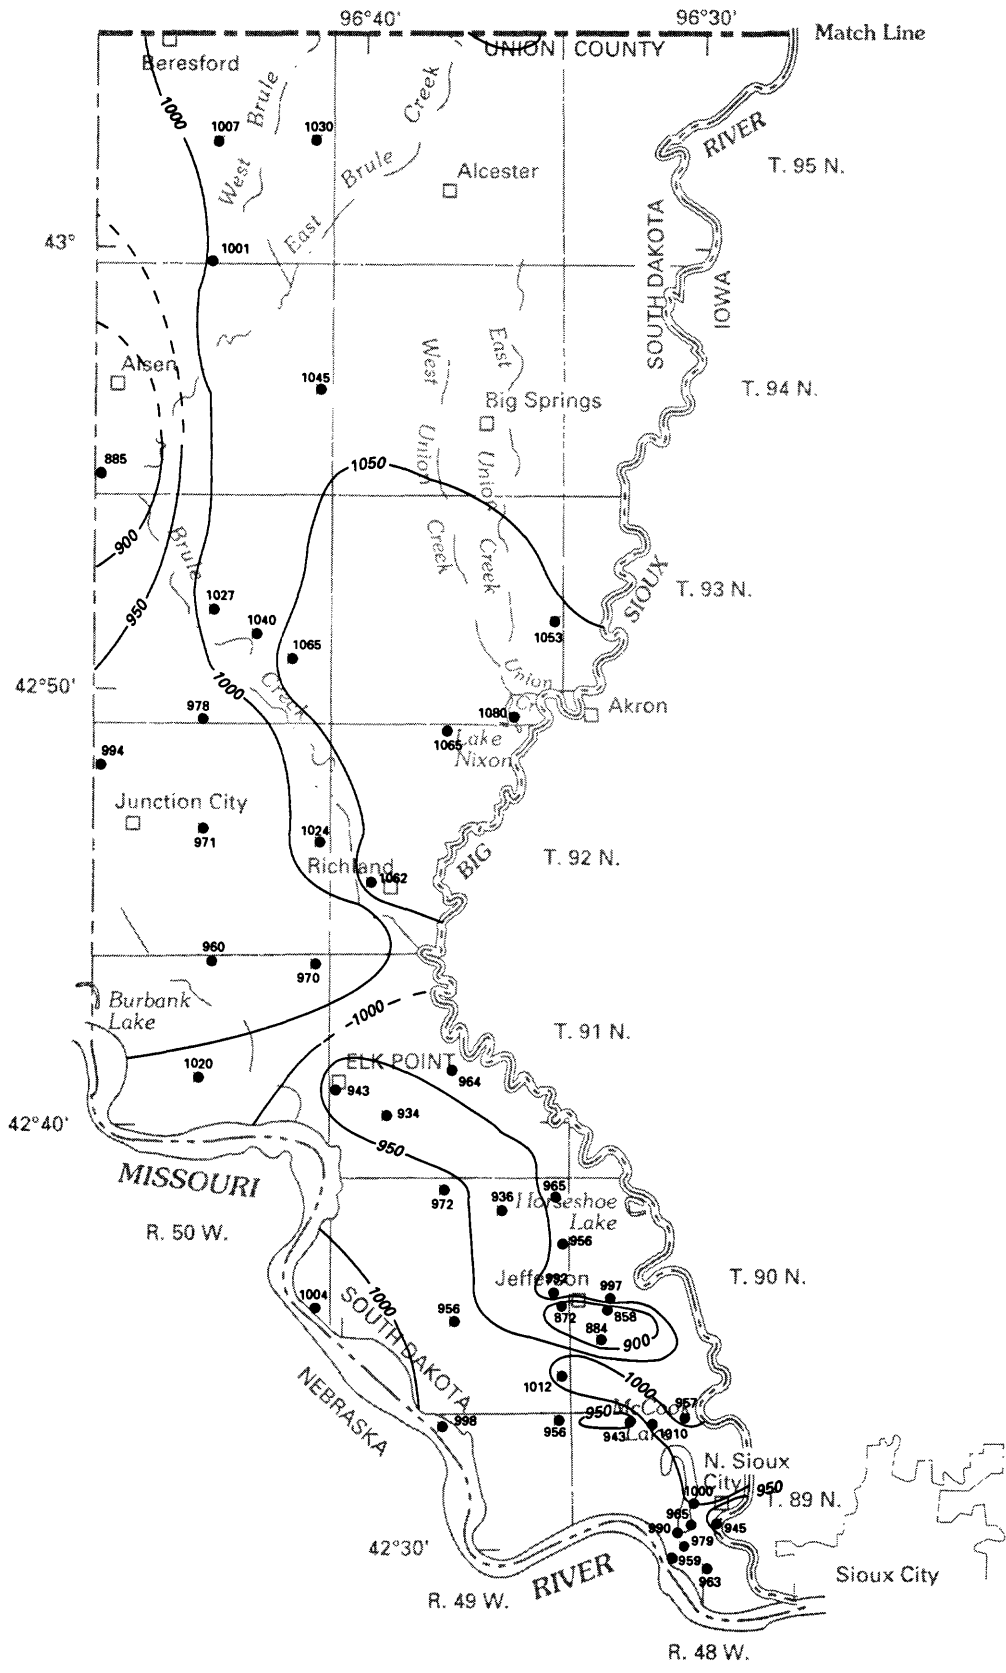 96°40'
96°30'
Match Line
UNION COUNTY
Beresford
1000
1007
1030
West
Brule
Creek
East
Brule
Alcester
RIVER
T. 95 N.
43°
1001
SOUTH DAKOTA
IOWA
Alsen
1045
West
Union
Creek
East
Union
Creek
Big Springs
T. 94 N.
885
1050
900
950
Brule
1027
1040
1065
1053
SIOUX
T. 93 N.
42°50'
1000
Creek
Union
Cr
978
1080
Akron
994
1065
Lake
Nixon
Junction City
971
1024
Richland
1062
BIG
T. 92 N.
960
970
Burbank
Lake
1000
T. 91 N.
1020
ELK POINT
964
943
934
42°40'
950
MISSOURI
972
936
965
Horseshoe
Lake
R. 50 W.
956
992
Jefferson
997
T. 90 N.
1004
1000
SOUTH DAKOTA
NEBRASKA
956
872
858
884
900
1012
1000
McCook
Lake
957
998
956
950
943
1010
N. Sioux
City
1000
950
T. 89 N.
965
990
945
979
959
963
42°30'
RIVER
Sioux City
R. 49 W.
R. 48 W.